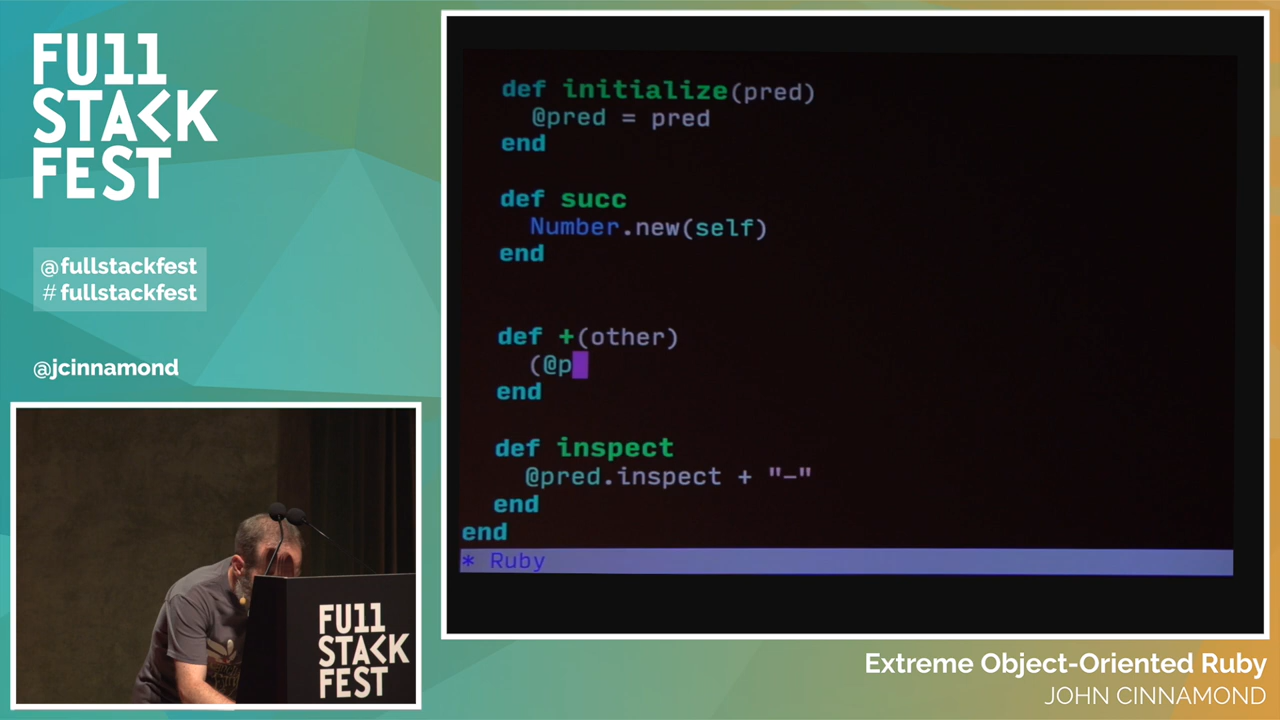 FU11
STACK
FEST
@fullstackfest
# fullstackfest
@jcinnamond
FU11
STACK
FEST
def initialize(pred)
@pred = pred
end
def succ
Number.new(self)
end
def +(other)
(@p
end
def inspect
@pred.inspect + "-"
end
end
* Ruby
Extreme Object-Oriented Ruby
JOHN CINNAMOND